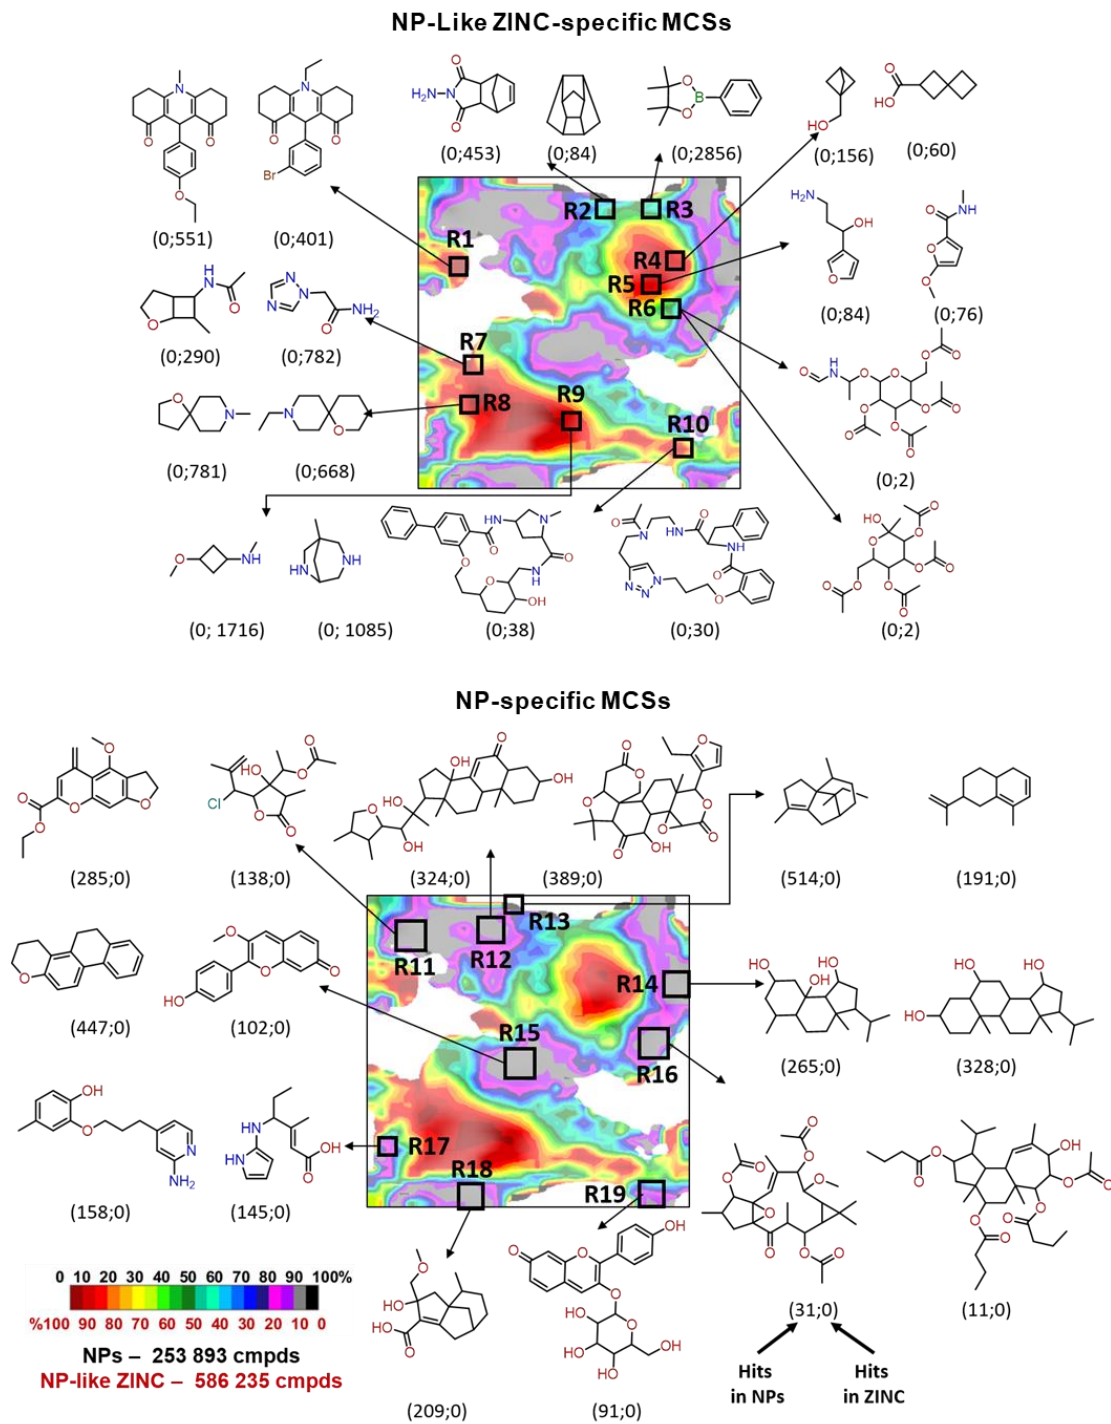 NP-Like ZINC-specific MCSs
(0;453)
(0;84)
(0;2856)
(0;156)
(0;60)
(0;551)
(0;401)
R1
R2
R3
R4
R5
R6
R7
R8
R9
R10
(0;84)
(0;76)
(0;290)
(0;782)
(0;781)
(0;668)
(0;2)
(0; 1716)
(0; 1085)
(0;38)
(0;30)
(0;2)
NP-specific MCSs
(285;0)
(138;0)
(324;0)
(389;0)
(514;0)
(191;0)
R11
R12
R13
R14
R15
R16
R17
R18
R19
(447;0)
(102;0)
(265;0)
(328;0)
(158;0)
(145;0)
(31;0)
(11;0)
0 10 20 30 40 50 60 70 80 90 100%
%100 90 80 70 60 50 40 30 20 10 0
NPs – 253 893 cmpds
NP-like ZINC – 586 235 cmpds
(209;0)
(91;0)
Hits
in NPs
Hits
in ZINC